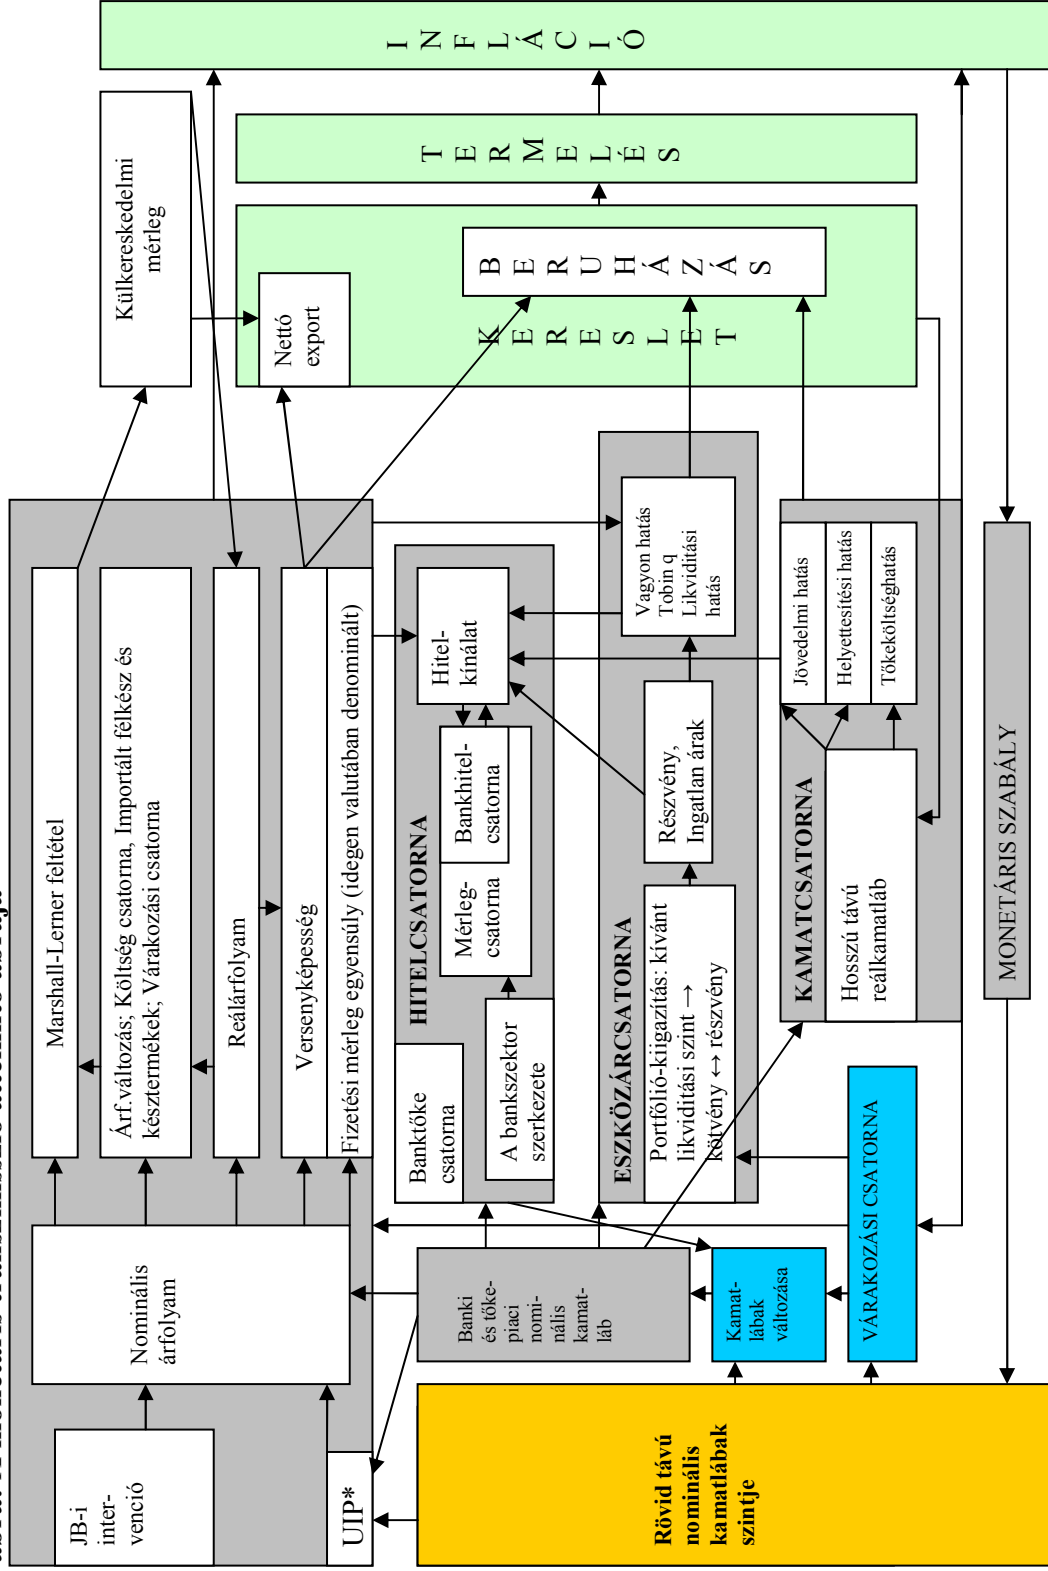 Marshall-Lerner feltétel
Árf.változás; Költség csatorna, Importált félkész és
késztermékek; Várakozási csatorna
Reálárfolyam
Versenyképesség
Fizetési mérleg egyensúly (idegen valutában denominált)
Nominális
árfolyam
JB-i
inter-
venció
UIP*
Külkereskedelmi
mérleg
Nettó
export
KERESLET
BERUHÁZÁS
TERMELÉS
INFLÁCIÓ
HITELCSATORNA
Banktőke
csatorna
A bankszektor
szerkezete
Mérleg-
csatorna
Bankhitel-
csatorna
Hitel-
kínálat
ESZKÖZÁRCSATORNA
Portfólió-kiigazítás: kívánt
likviditási szint →
kötvény ↔ részvény
Részvény,
Ingatlan árak
Vagyon hatás
Tobin q
Likviditási
hatás
KAMATCSATORNA
Hosszú távú
reálkamatláb
Jövedelmi hatás
Helyettesítési hatás
Tőkeköltséghatás
Banki
és tőke-
piaci
nomi-
nális
kamat-
láb
Kamat-
lábak
változása
VÁRAKOZÁSI CSATORNA
Rövid távú
nominális
kamatlábak
szintje
MONETÁRIS SZABÁLY